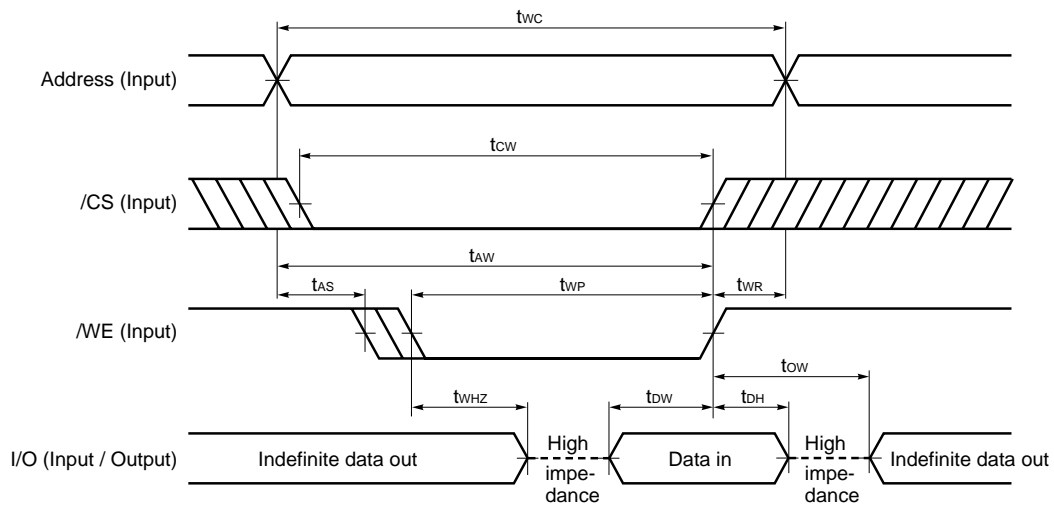 tWC
Address (Input)
tCW
/CS (Input)
tAW
tAS
tWP
tWR
/WE (Input)
tOW
tWHZ
tDW
tDH
I/O (Input / Output)
Indefinite data out
High
impe-
dance
Data in
High
impe-
dance
Indefinite data out